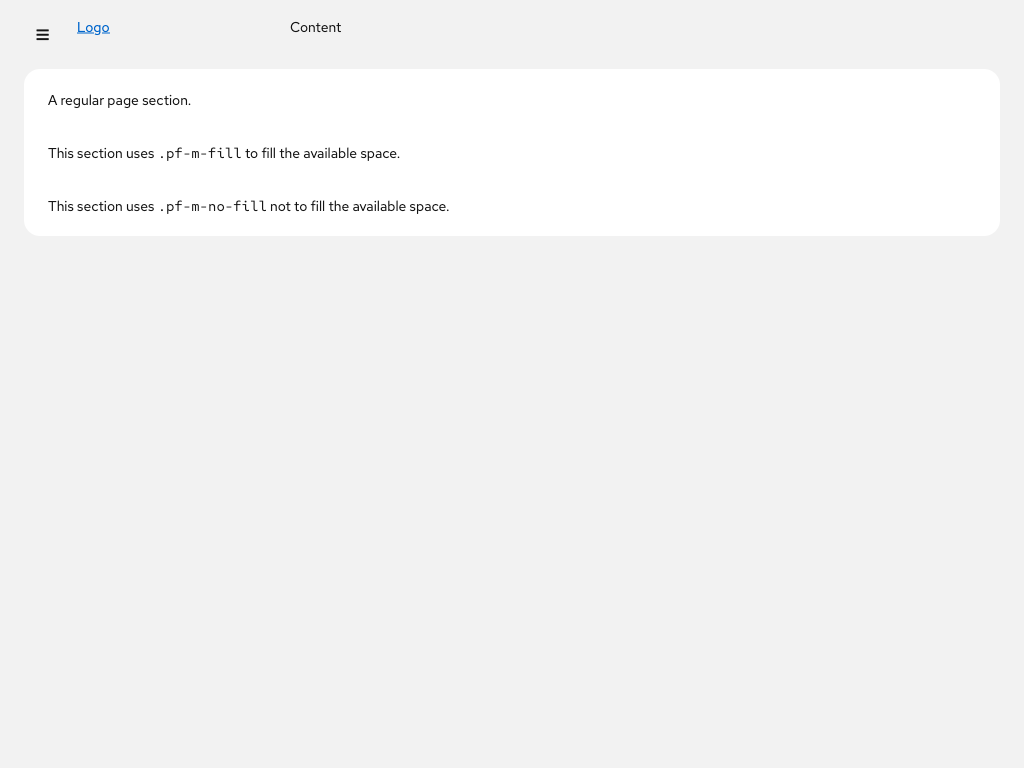 Logo
Content
A regular page section.
This section uses .pf-m-fill to fill the available space.
This section uses .pf-m-no-fill not to fill the available space.